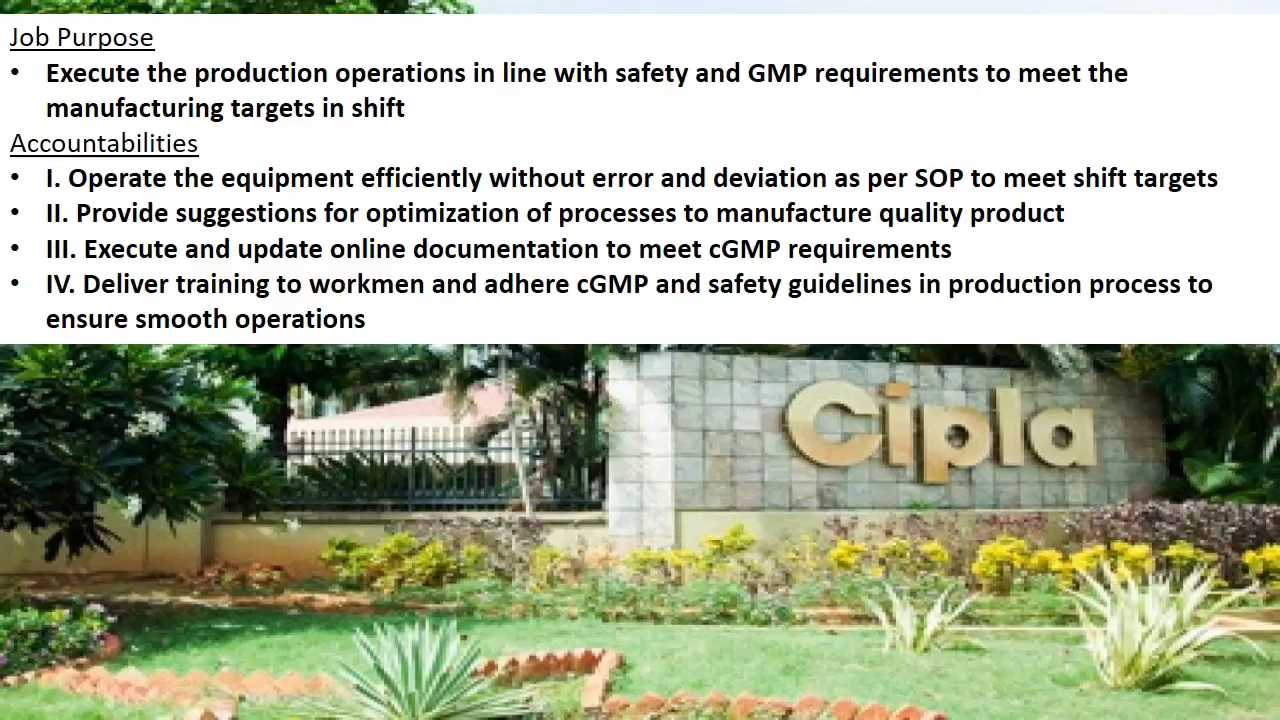 Job Purpose
• Execute the production operations in line with safety and GMP requirements to meet the
manufacturing targets in shift
Accountabilities
• I. Operate the equipment efficiently without error and deviation as per SOP to meet shift targets
• II. Provide suggestions for optimization of processes to manufacture quality product
• III. Execute and update online documentation to meet cGMP requirements
• IV. Deliver training to workmen and adhere cGMP and safety guidelines in production process to
ensure smooth operations
Cipla